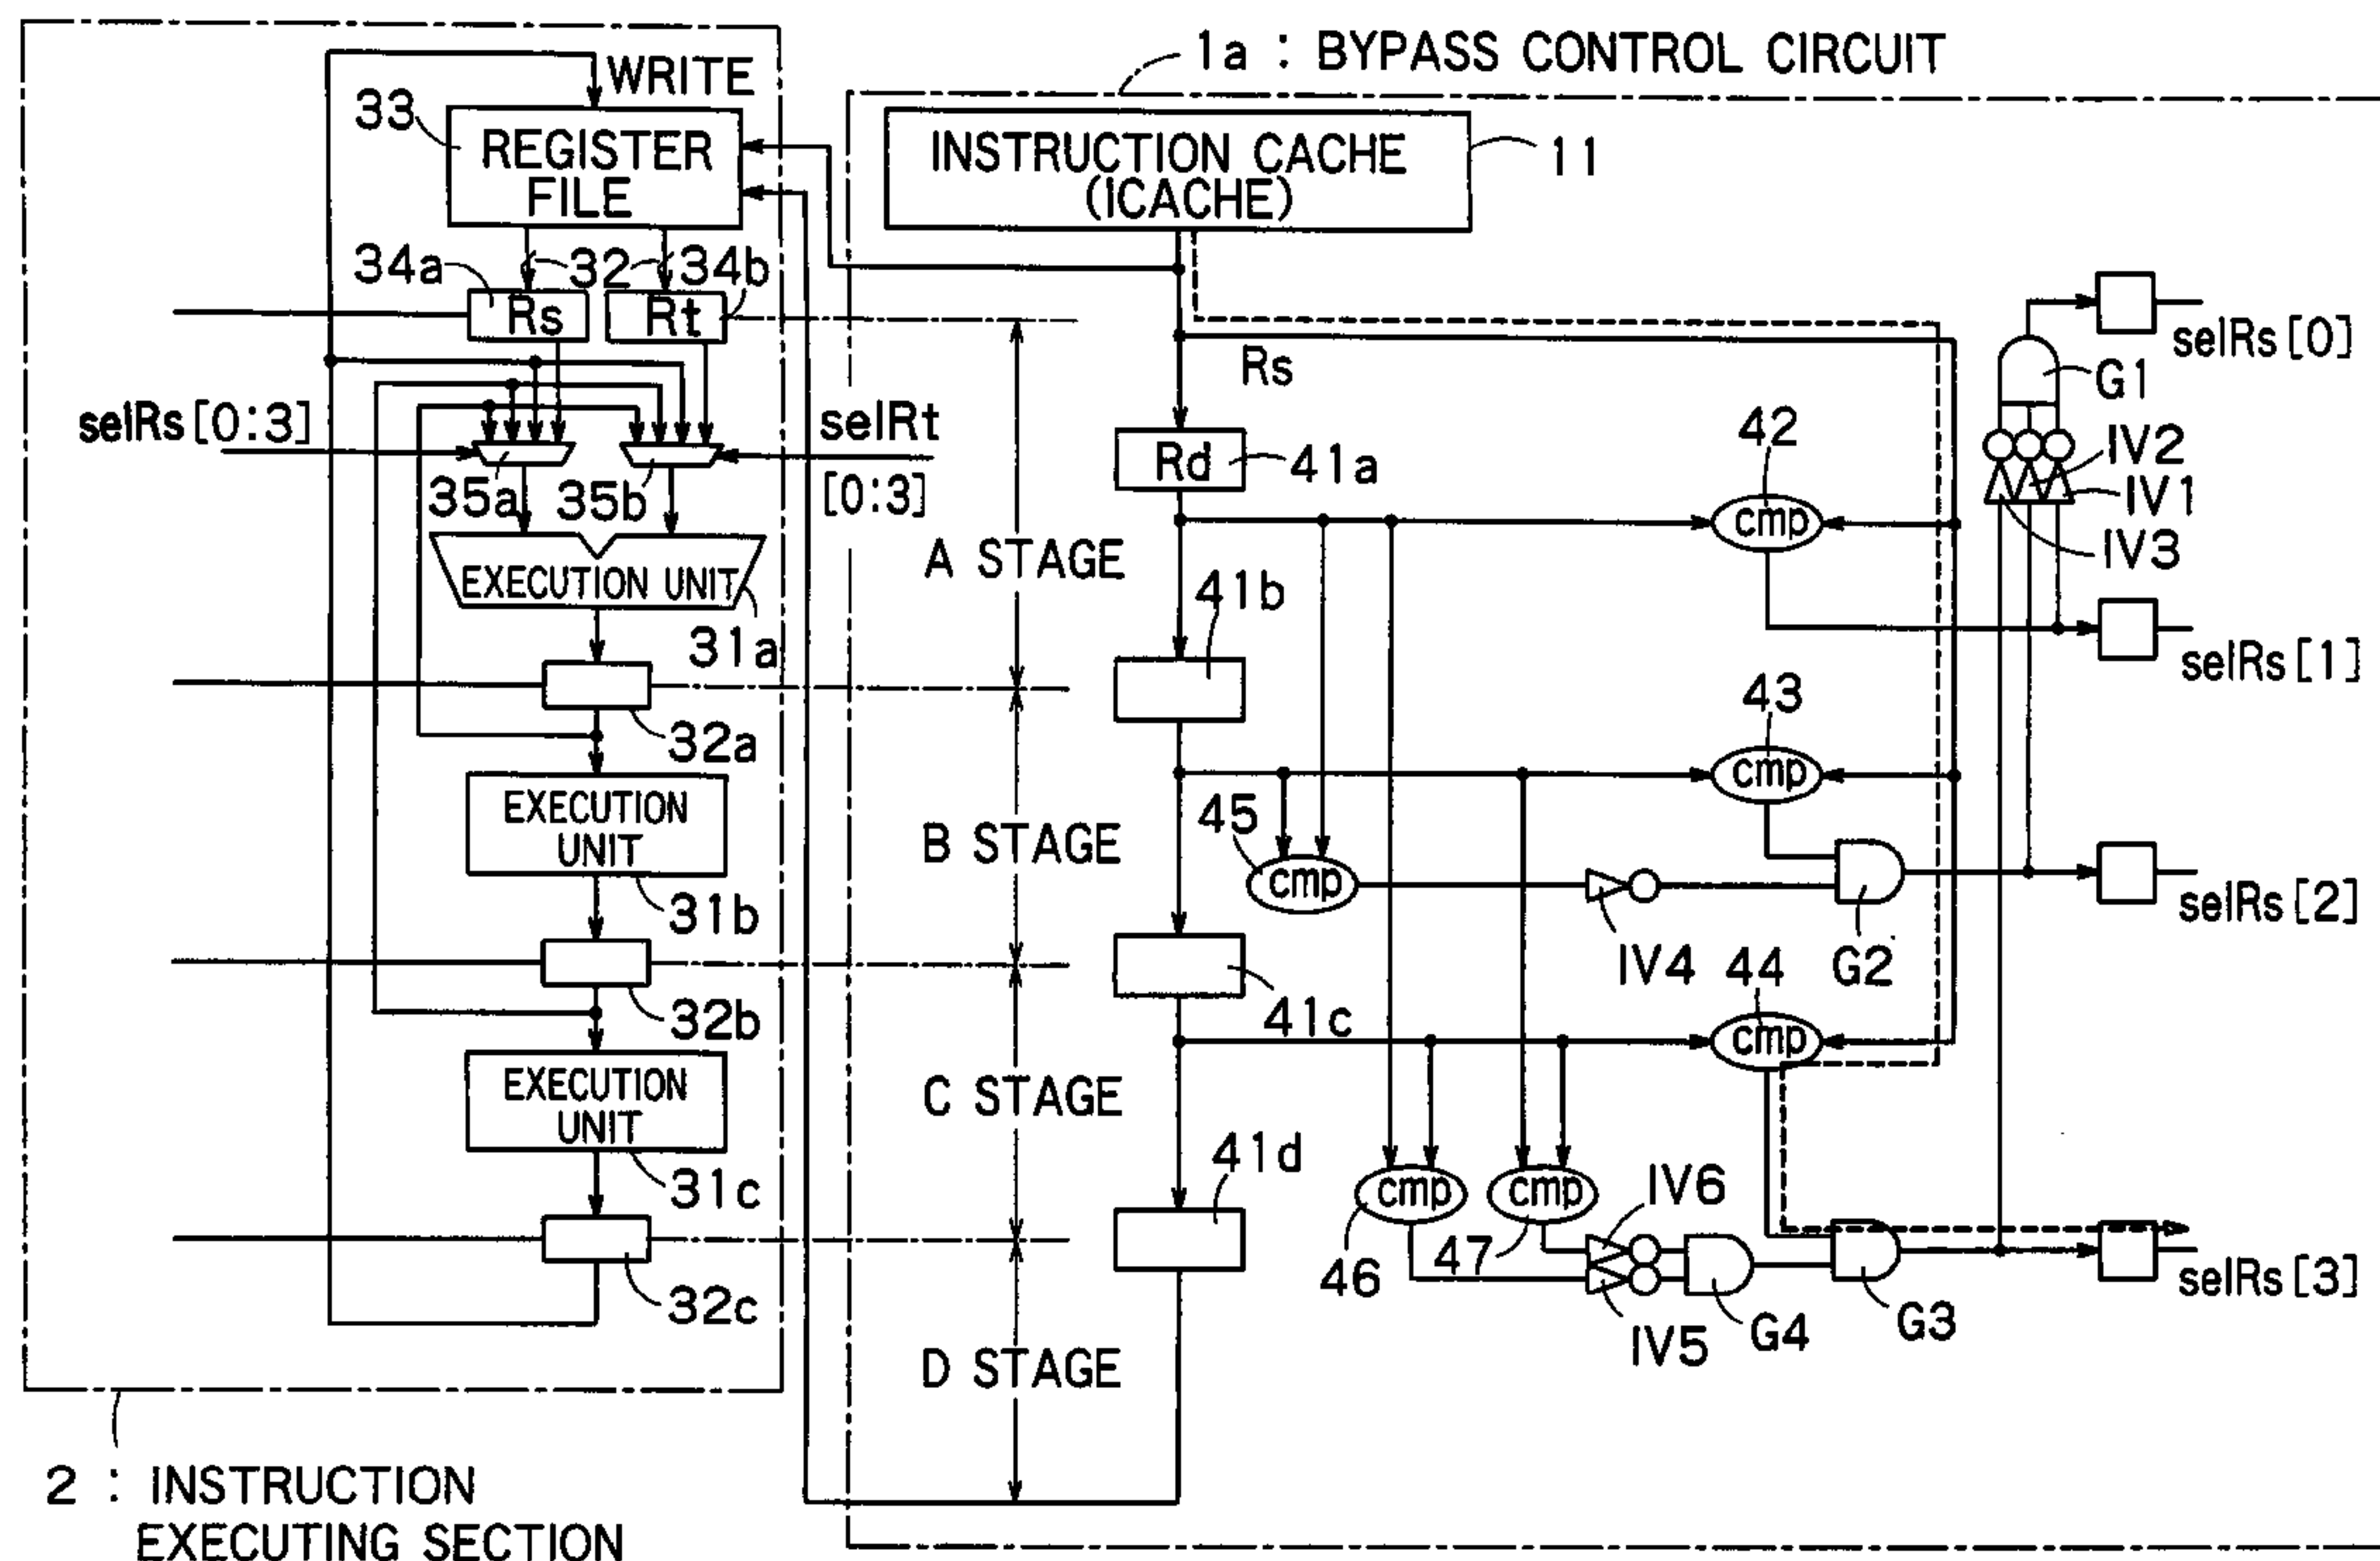 1a : BYPASS CONTROL CIRCUIT
WRITE
33
REGISTER
FILE
INSTRUCTION CACHE
(ICACHE)
11
34a
32
34b
Rs
Rt
selRs[0]
Rs
G1
selRs[0:3]
selRt
[0:3]
42
IV2
Rd
41a
IV1
35a
35b
cmp
IV3
A STAGE
EXECUTION UNIT
41b
31a
selRs[1]
43
32a
cmp
EXECUTION
UNIT
B STAGE
45
cmp
31b
selRs[2]
IV4
44
G2
32b
41c
cmp
EXECUTION
UNIT
C STAGE
31c
41d
cmp
cmp
IV6
46
47
selRs[3]
32c
G4
G3
IV5
D STAGE
2 : INSTRUCTION
EXECUTING SECTION